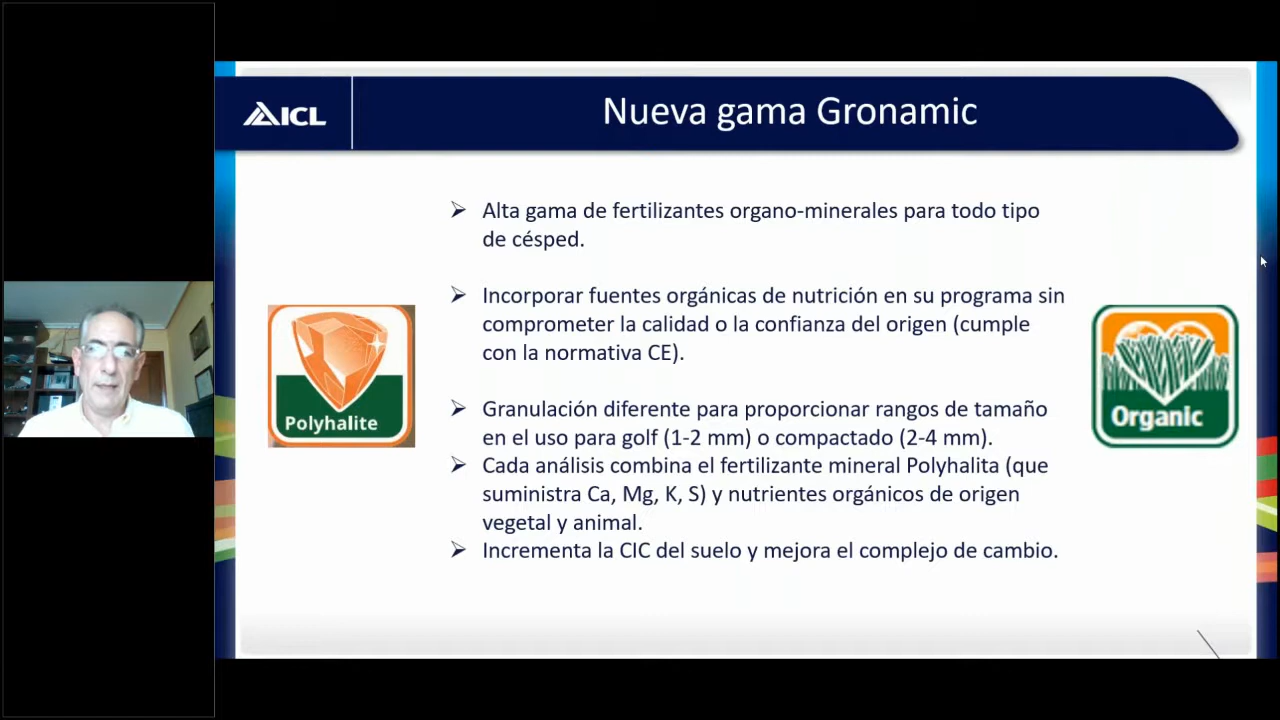 ICL
Nueva gama Gronamic
➢ Alta gama de fertilizantes organo-minerales para todo tipo
de césped.
➢ Incorporar fuentes orgánicas de nutrición en su programa sin
comprometer la calidad o la confianza del origen (cumple
con la normativa CE).
➢ Granulación diferente para proporcionar rangos de tamaño
en el uso para golf (1-2 mm) o compactado (2-4 mm).
➢ Cada análisis combina el fertilizante mineral Polyhalita (que
suministra Ca, Mg, K, S) y nutrientes orgánicos de origen
vegetal y animal.
➢ Incrementa la CIC del suelo y mejora el complejo de cambio.
Polyhalite
Organic